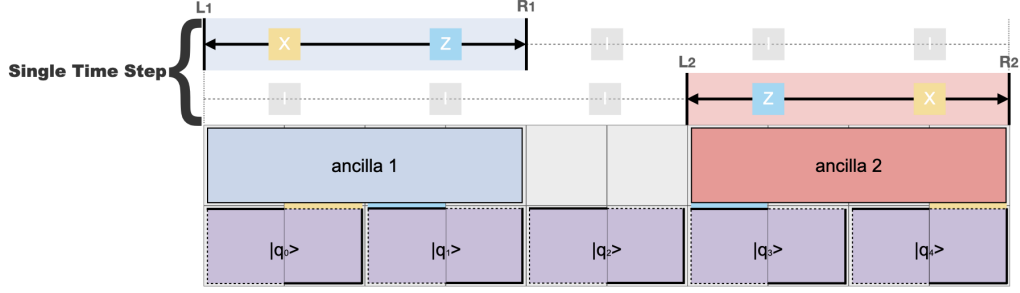 L1 R1
X Z I I I
Single Time Step
L2 R2
I I I Z X
ancilla 1 ancilla 2
|q0> |q1> |q2> |q3> |q4>